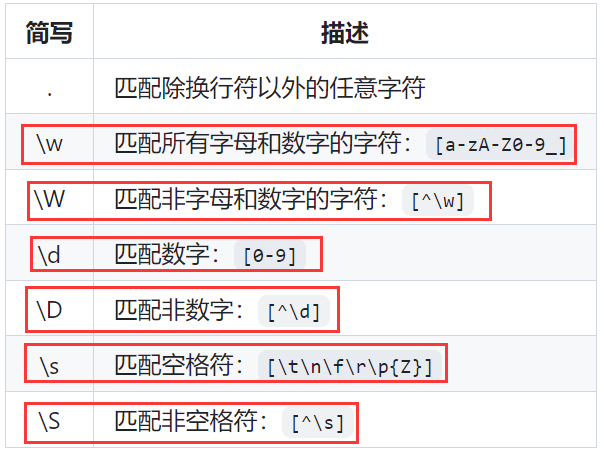 简写 描述
. 匹配除换行符以外的任意字符
\w 匹配所有字母和数字的字符：[a-zA-Z0-9_]
\W 匹配非字母和数字的字符：[^\w]
\d 匹配数字：[0-9]
\D 匹配非数字：[^\d]
\s 匹配空格符：[\t\n\f\r\p{Z}]
\S 匹配非空格符：[^\s]